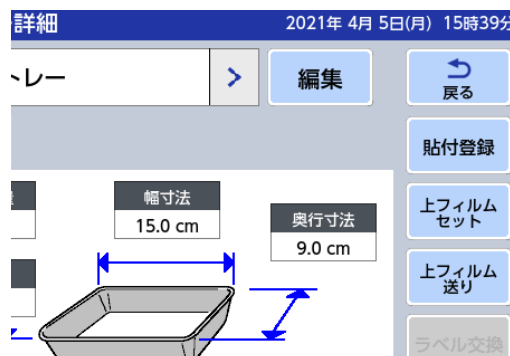 詳細
2021年 4月 5日(月) 15時39分
トレー
>
編集
戻る
貼付登録
幅寸法
15.0 cm
奥行寸法
9.0 cm
上フィルム
セット
上フィルム
送り
ラベル交換